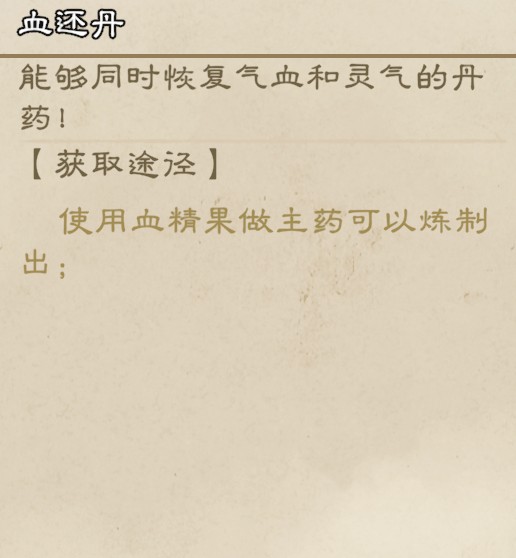 血还丹
能够同时恢复气血和灵气的丹
药！
【获取途径】
使用血精果做主药可以炼制
出；